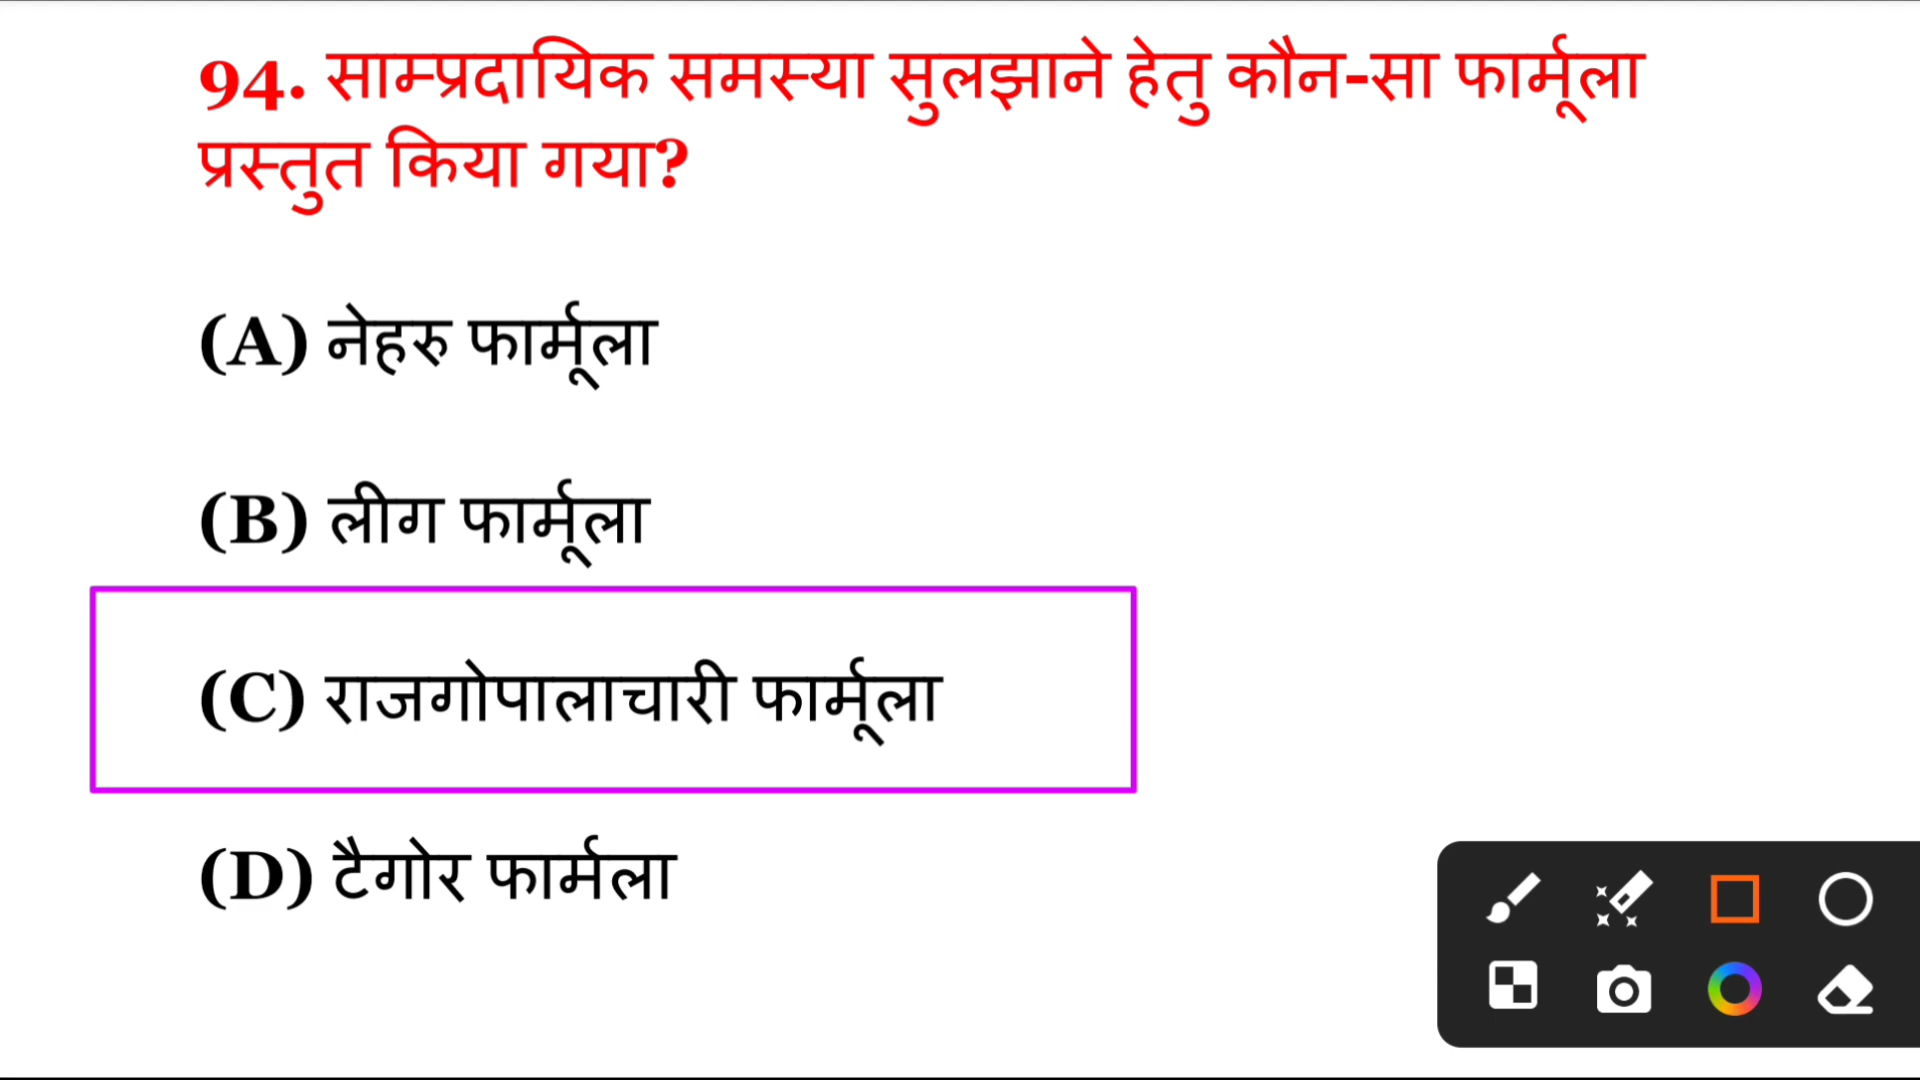 94. साम्प्रदायिक समस्या सुलझाने हेतु कौन-सा फार्मूला
प्रस्तुत किया गया?
(A) नेहरु फार्मूला
(B) लीग फार्मूला
(C) राजगोपालाचारी फार्मूला
(D) टैगोर फार्मला